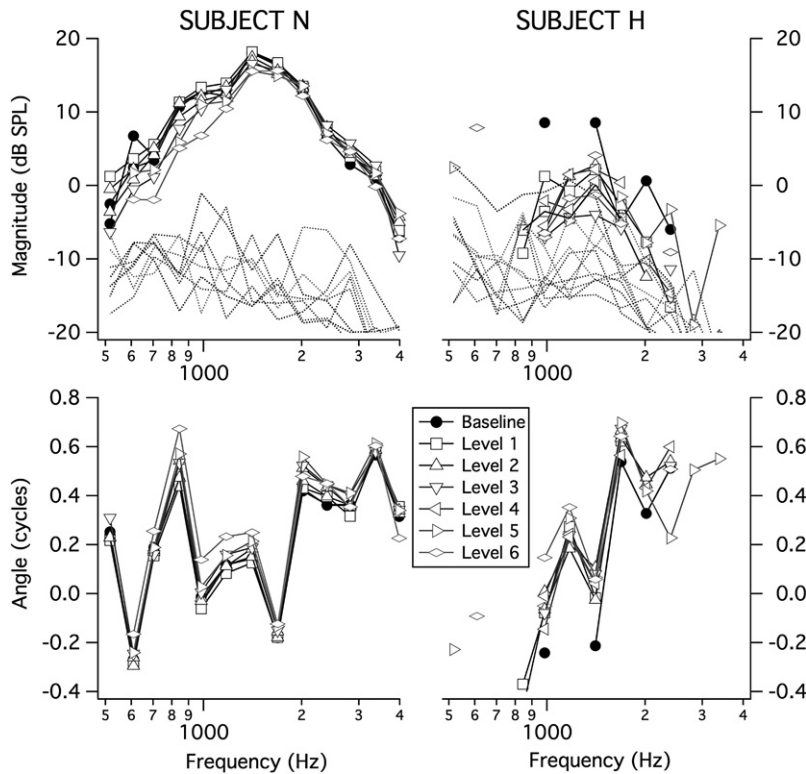 SUBJECT N
SUBJECT H
Magnitude (dB SPL)
20
10
0
-10
-20
20
10
0
-10
-20
5 6 7 8 9 2 3 4
1000
5 6 7 8 9 2 3 4
1000
Angle (cycles)
0.8
0.6
0.4
0.2
0.0
-0.2
-0.4
Baseline
Level 1
Level 2
Level 3
Level 4
Level 5
Level 6
0.8
0.6
0.4
0.2
0.0
-0.2
-0.4
5 6 7 8 9 2 3 4
1000
5 6 7 8 9 2 3 4
1000
Frequency (Hz)
Frequency (Hz)